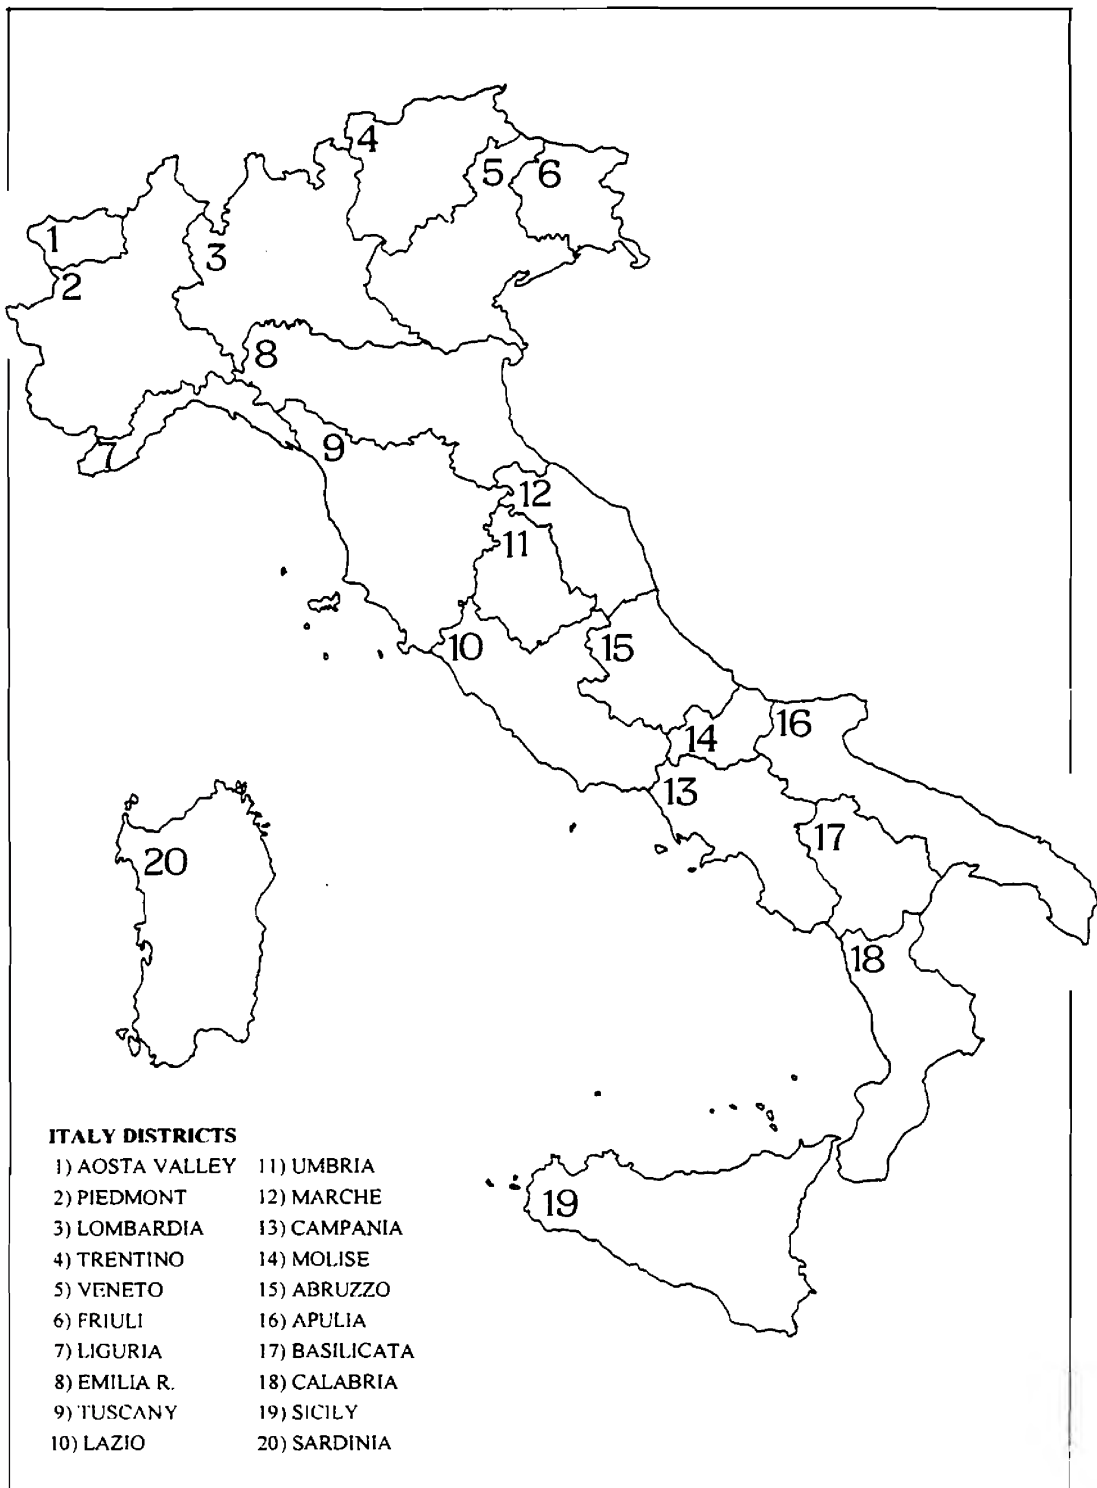 4
5
6
1
3
2
8
9
7
12
11
10
15
16
14
13
17
20
18
19
ITALY DISTRICTS
1) AOSTA VALLEY 11) UMBRIA
2) PIEDMONT 12) MARCHE
3) LOMBARDIA 13) CAMPANIA
4) TRENTINO 14) MOLISE
5) VENETO 15) ABRUZZO
6) FRIULI 16) APULIA
7) LIGURIA 17) BASILICATA
8) EMILIA R. 18) CALABRIA
9) TUSCANY 19) SICILY
10) LAZIO 20) SARDINIA